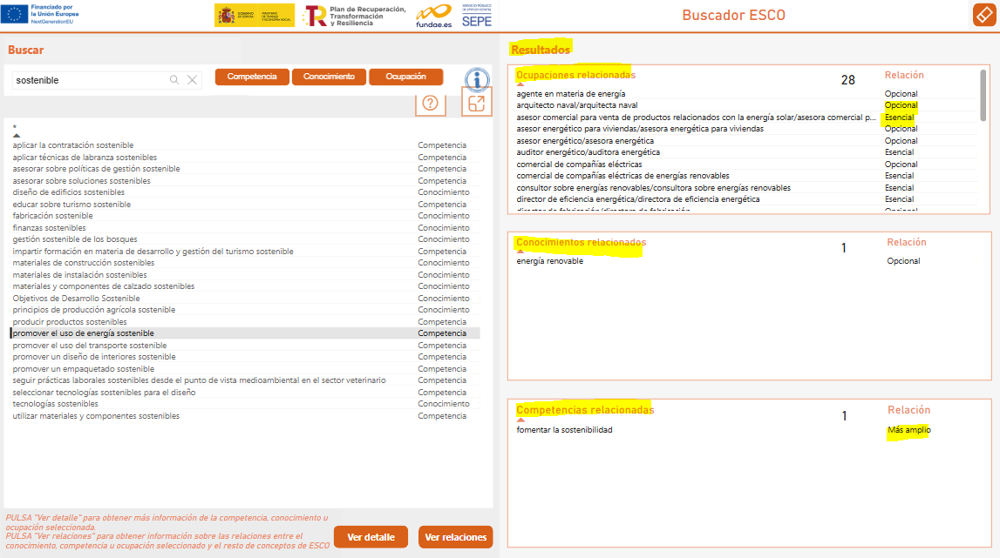 Financiado por
la Unión Europea
NextGenerationEU
GOBIERNO
DE ESPAÑA
MINISTERIO
DE TRABAJO
Y ECONOMÍA SOCIAL
Plan de Recuperación,
Transformación
y Resiliencia
fundae.es
SERVICIO PÚBLICO
DE EMPLEO ESTATAL
SEPE
Buscador ESCO
Buscar
sostenible
Competencia
Conocimiento
Ocupación
*
aplicar la contratación sostenible Competencia
aplicar técnicas de labranza sostenibles Competencia
asesorar sobre políticas de gestión sostenible Competencia
asesorar sobre soluciones sostenibles Competencia
diseño de edificios sostenibles Conocimiento
educar sobre turismo sostenible Competencia
fabricación sostenible Conocimiento
finanzas sostenibles Conocimiento
gestión sostenible de los bosques Conocimiento
impartir formación en materia de desarrollo y gestión del turismo sostenible Competencia
materiales de construcción sostenibles Conocimiento
materiales de instalación sostenibles Conocimiento
materiales y componentes de calzado sostenibles Conocimiento
Objetivos de Desarrollo Sostenible Conocimiento
principios de producción agrícola sostenible Conocimiento
producir productos sostenibles Competencia
promover el uso de energía sostenible Competencia
promover el uso del transporte sostenible Competencia
promover un diseño de interiores sostenible Competencia
promover un empaquetado sostenible Competencia
seguir prácticas laborales sostenibles desde el punto de vista medioambiental en el sector veterinario Competencia
seleccionar tecnologías sostenibles para el diseño Competencia
tecnologías sostenibles Conocimiento
utilizar materiales y componentes sostenibles Competencia
PULSA "Ver detalle" para obtener más información de la competencia, conocimiento u
ocupación seleccionada.
PULSA "Ver relaciones" para obtener información sobre las relaciones entre el
conocimiento, competencia u ocupación seleccionado y el resto de conceptos de ESCO
Ver detalle
Ver relaciones
Resultados
Ocupaciones relacionadas 28 Relación
agente en materia de energía Opcional
arquitecto naval/arquitecta naval Opcional
asesor comercial para venta de productos relacionados con la energía solar/asesora comercial p... Esencial
asesor energético para viviendas/asesora energética para viviendas Opcional
asesor energético/asesora energética Opcional
auditor energético/auditora energética Esencial
comercial de compañías eléctricas Opcional
comercial de compañías eléctricas de energías renovables Esencial
consultor sobre energías renovables/consultora sobre energías renovables Esencial
director de eficiencia energética/directora de eficiencia energética Esencial
director de fabricación/directora de fabricación Opcional
Conocimientos relacionados 1 Relación
energía renovable Opcional
Competencias relacionadas 1 Relación
fomentar la sostenibilidad Más amplio